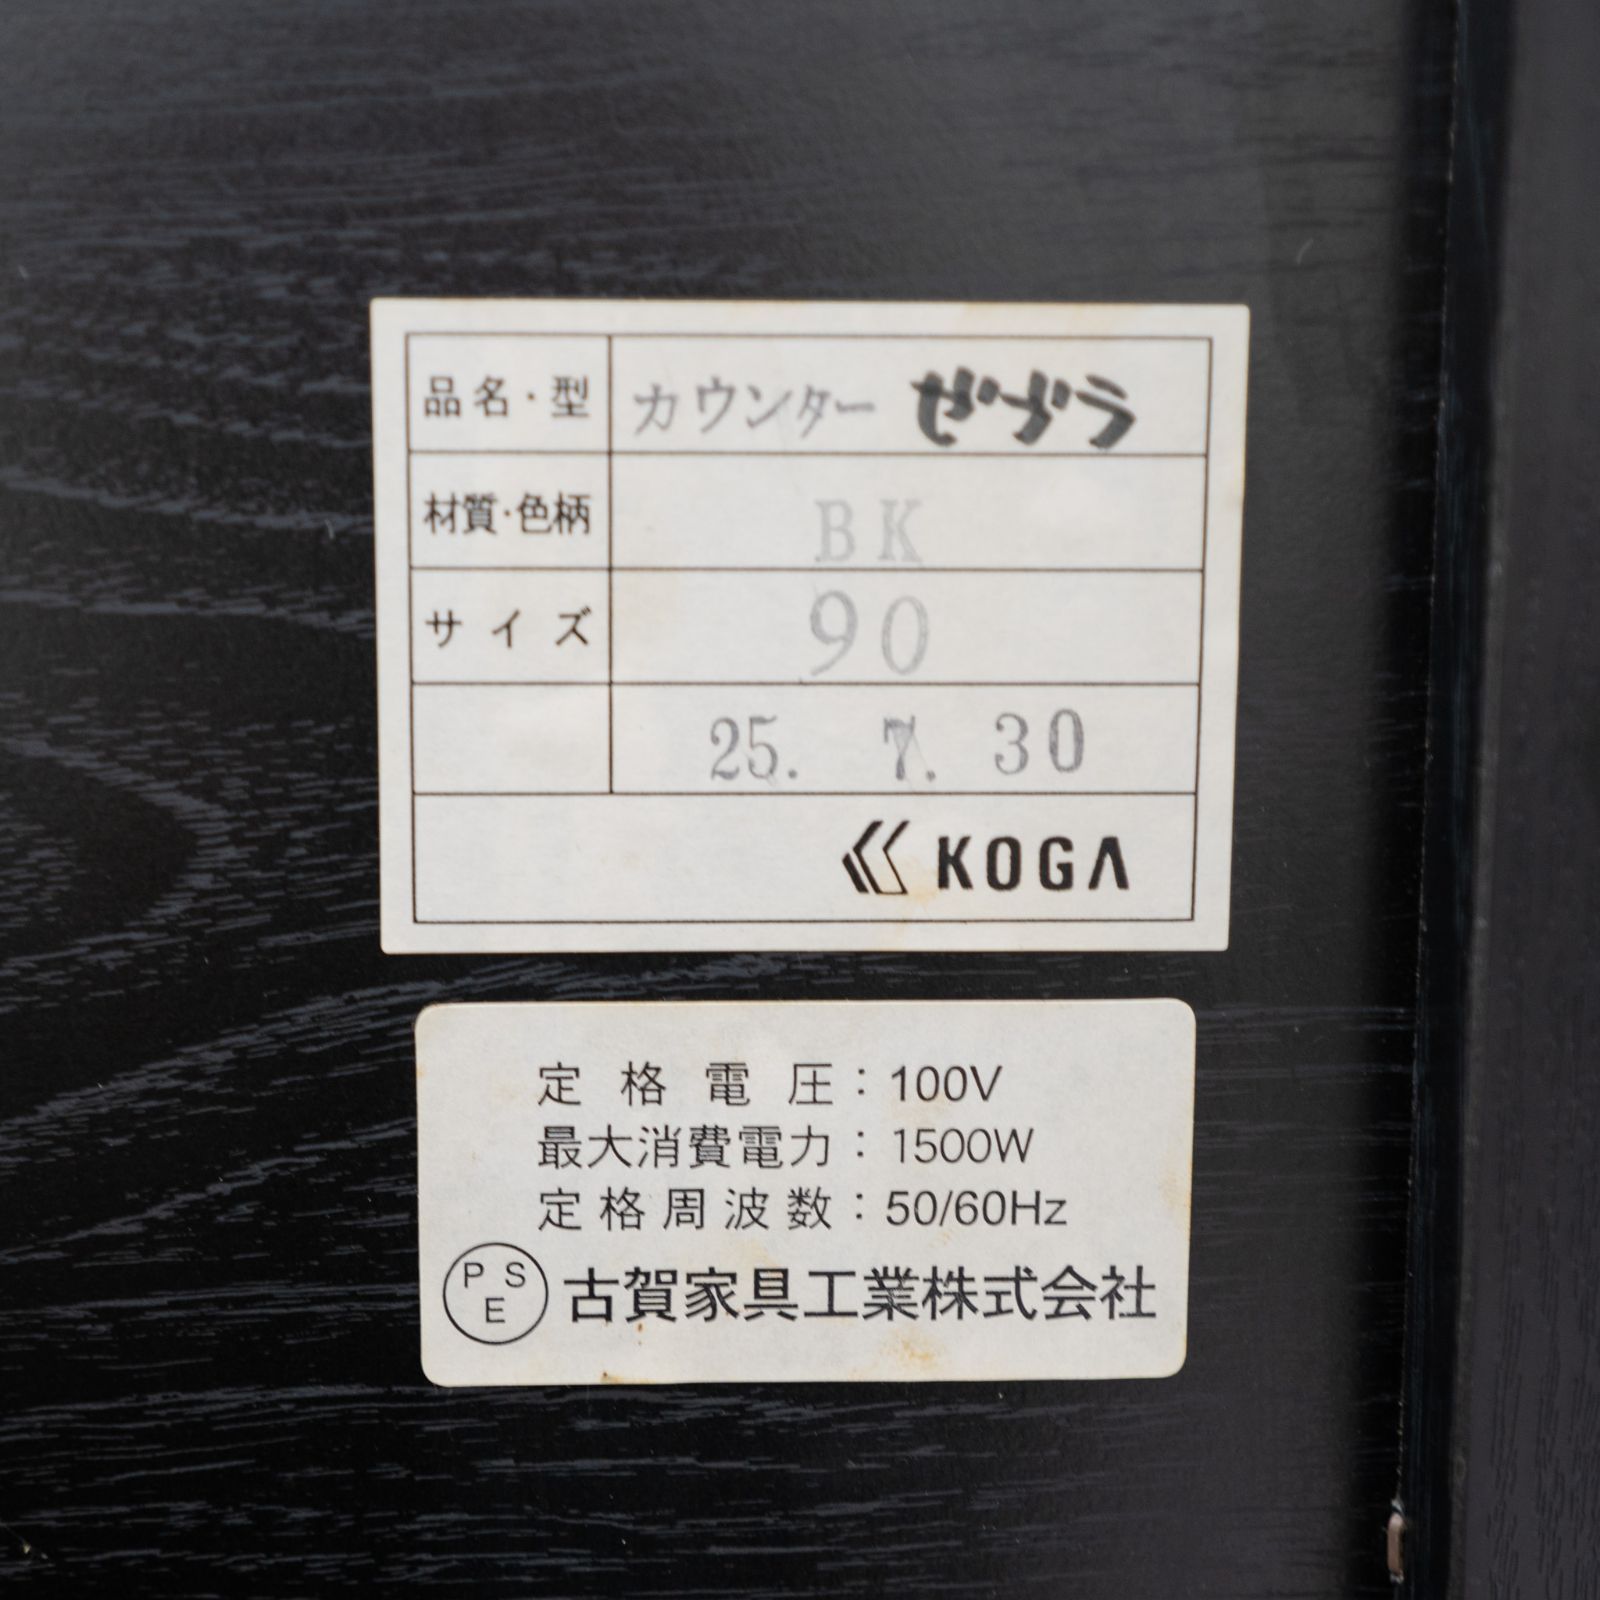 品名・型 カウンター ぜブラ
材質・色柄 BK
サイズ 90
25. 7. 30
KOGA
定格電圧：100V
最大消費電力：1500W
定格周波数：50/60Hz
PSE 古賀家具工業株式会社